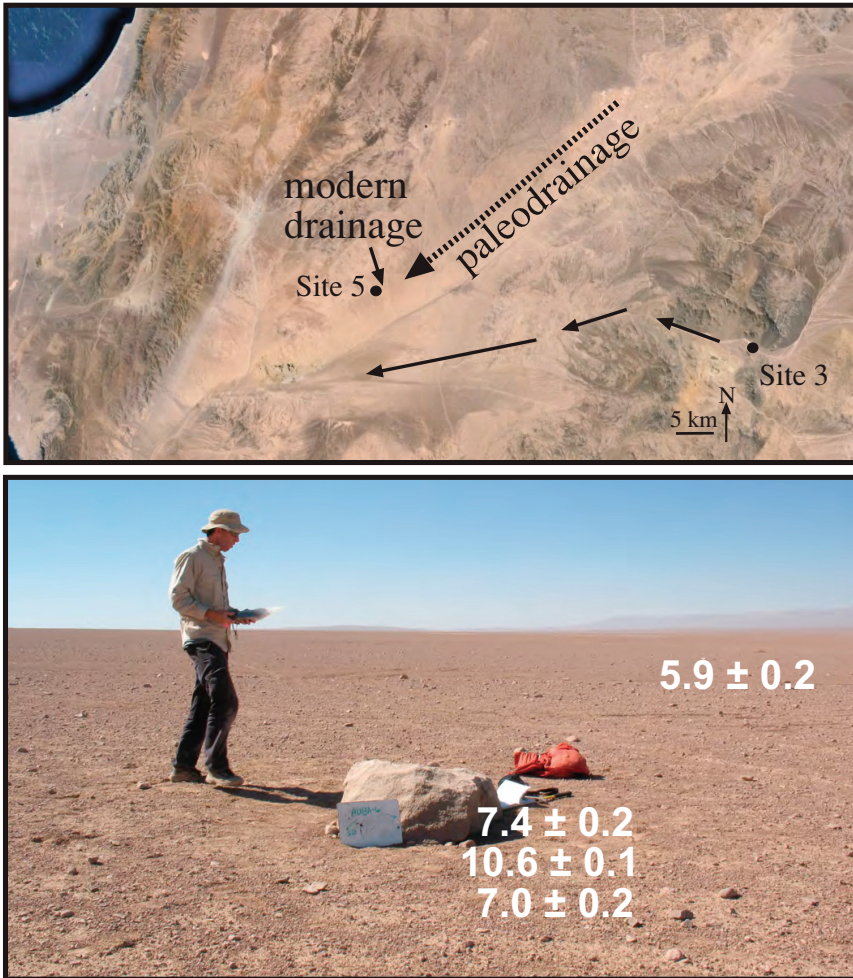 modern
drainage
paleodrainage
Site 5
Site 3
N
5 km
5.9 ± 0.2
7.4 ± 0.2
10.6 ± 0.1
7.0 ± 0.2